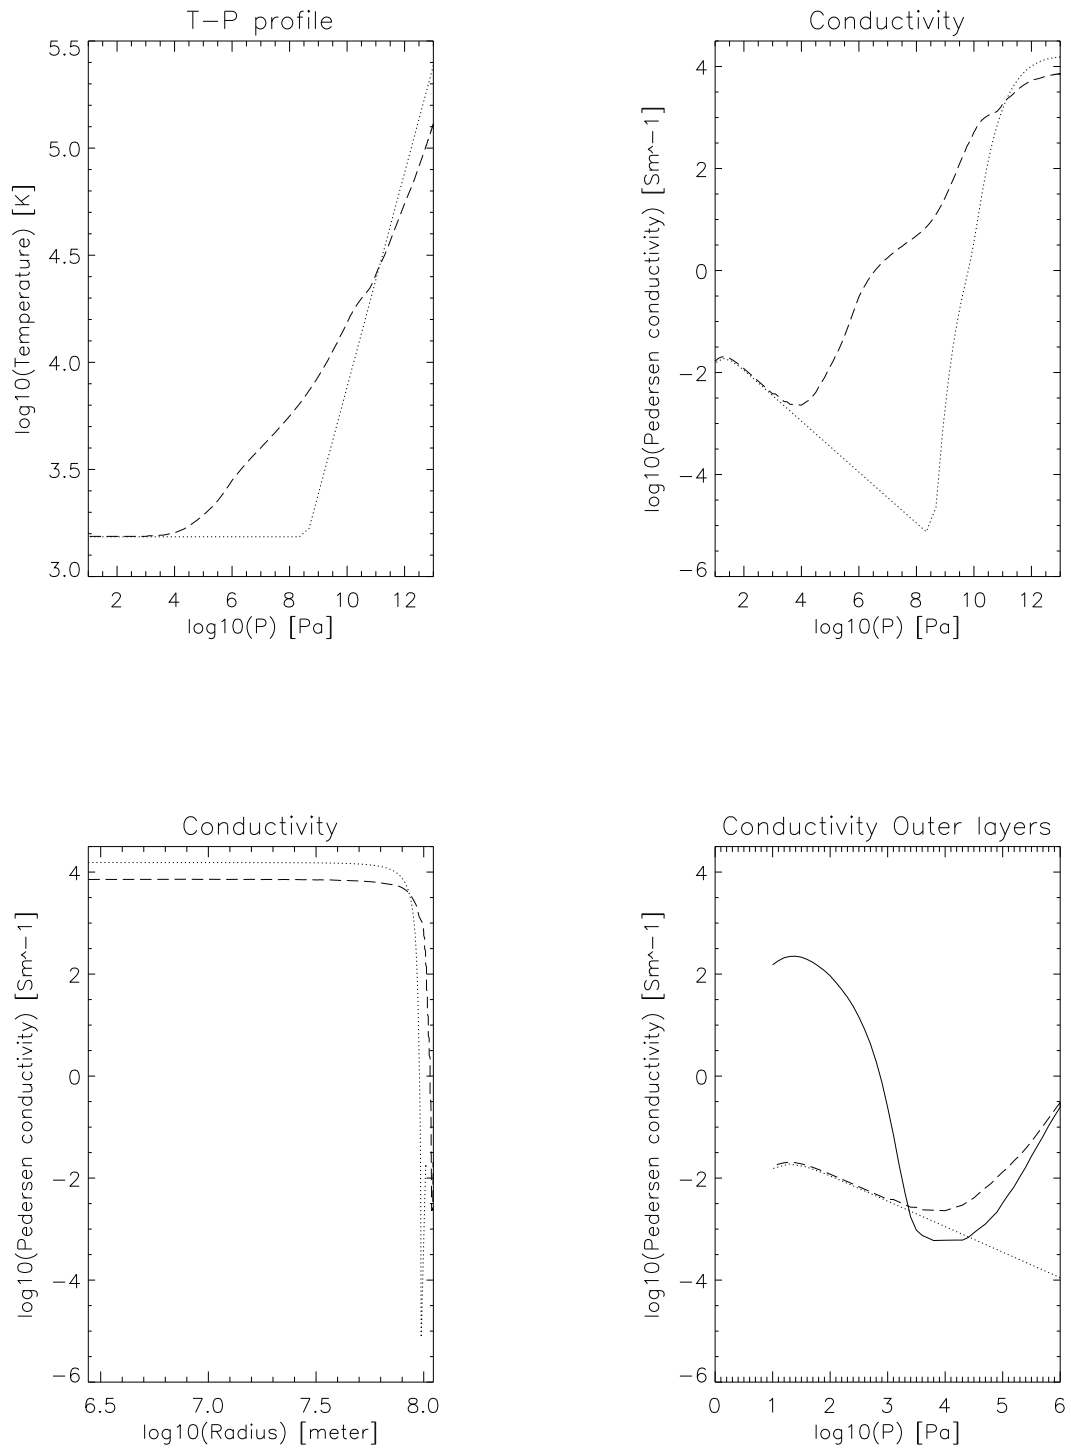 T−P profile
5.5
5.0
4.5
4.0
3.5
3.0
log10(Temperature) [K]
2 4 6 8 10 12
log10(P) [Pa]
Conductivity
4
2
0
−2
−4
−6
log10(Pedersen conductivity) [Sm^−1]
2 4 6 8 10 12
log10(P) [Pa]
Conductivity
4
2
0
−2
−4
−6
log10(Pedersen conductivity) [Sm^−1]
6.5 7.0 7.5 8.0
log10(Radius) [meter]
Conductivity Outer layers
4
2
0
−2
−4
−6
log10(Pedersen conductivity) [Sm^−1]
0 1 2 3 4 5 6
log10(P) [Pa]